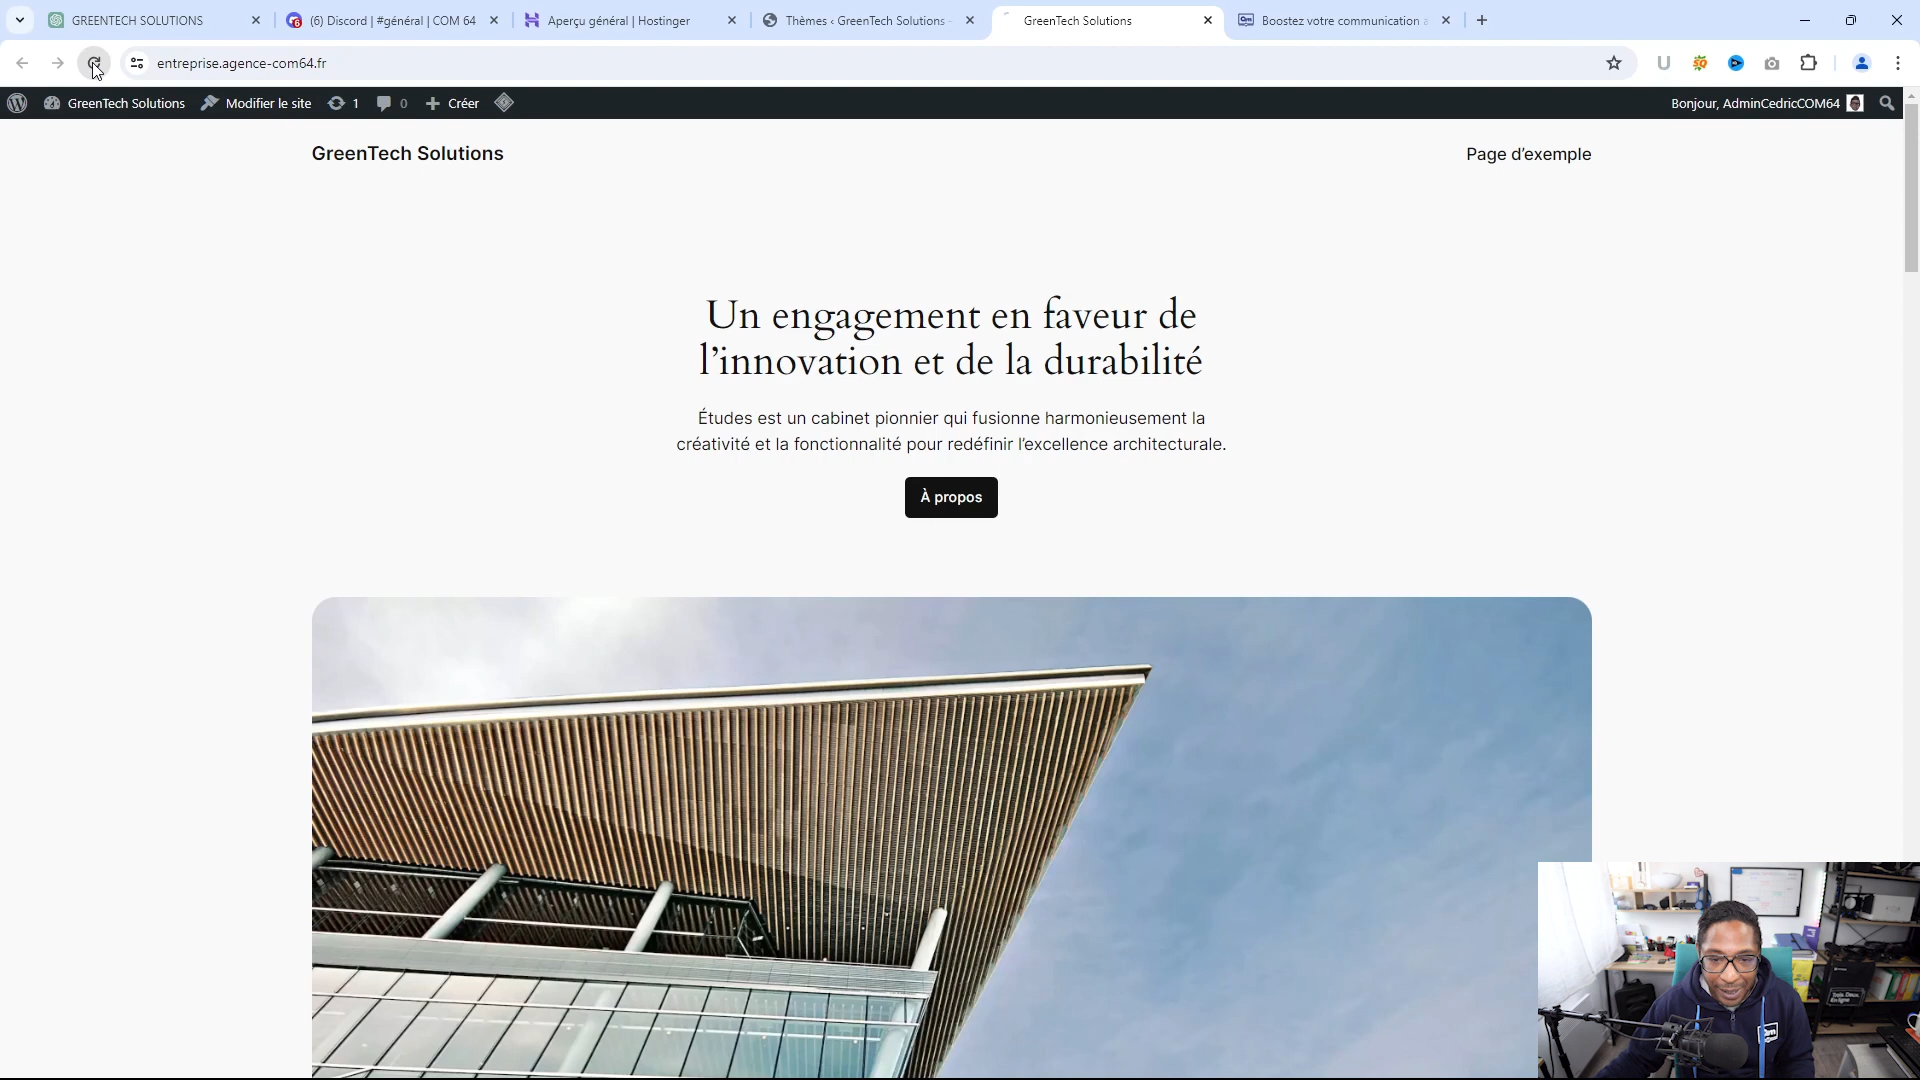 GREENTECH SOLUTIONS
(6) Discord | #général | COM 64
Aperçu général | Hostinger
Thèmes ‹ GreenTech Solutions
GreenTech Solutions
Boostez votre communication
entreprise.agence-com64.fr
GreenTech Solutions
Modifier le site
1
0
Créer
Bonjour, AdminCedricCOM64
GreenTech Solutions
Page d’exemple
Un engagement en faveur de
l’innovation et de la durabilité
Études est un cabinet pionnier qui fusionne harmonieusement la
créativité et la fonctionnalité pour redéfinir l’excellence architecturale.
À propos